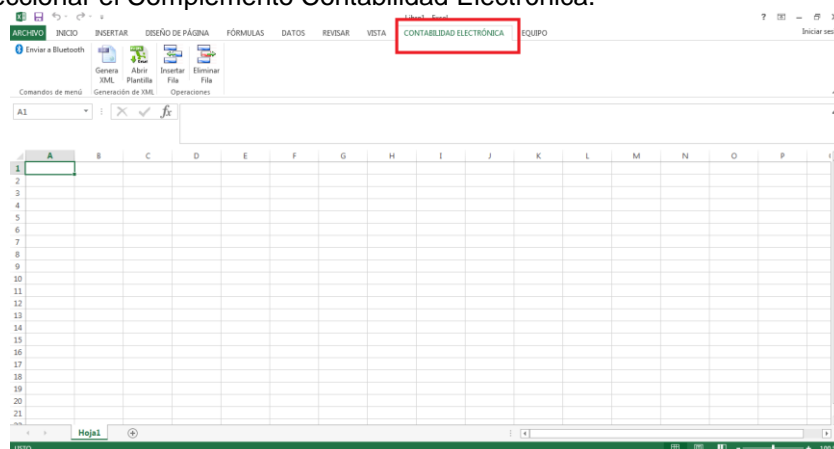 eccionar el Complemento Contabilidad Electrónica.
Libro1 - Excel
ARCHIVO INICIO INSERTAR DISEÑO DE PÁGINA FÓRMULAS DATOS REVISAR VISTA CONTABILIDAD ELECTRÓNICA EQUIPO Iniciar ses
Enviar a Bluetooth
Genera Abrir Insertar Eliminar
XML Plantilla Fila Fila
Comandos de menú Generación de XML Operaciones
A1 fx
A B C D E F G H I J K L M N O P
1
2
3
4
5
6
7
8
9
10
11
12
13
14
15
16
17
18
19
20
21
Hoja1
LISTO